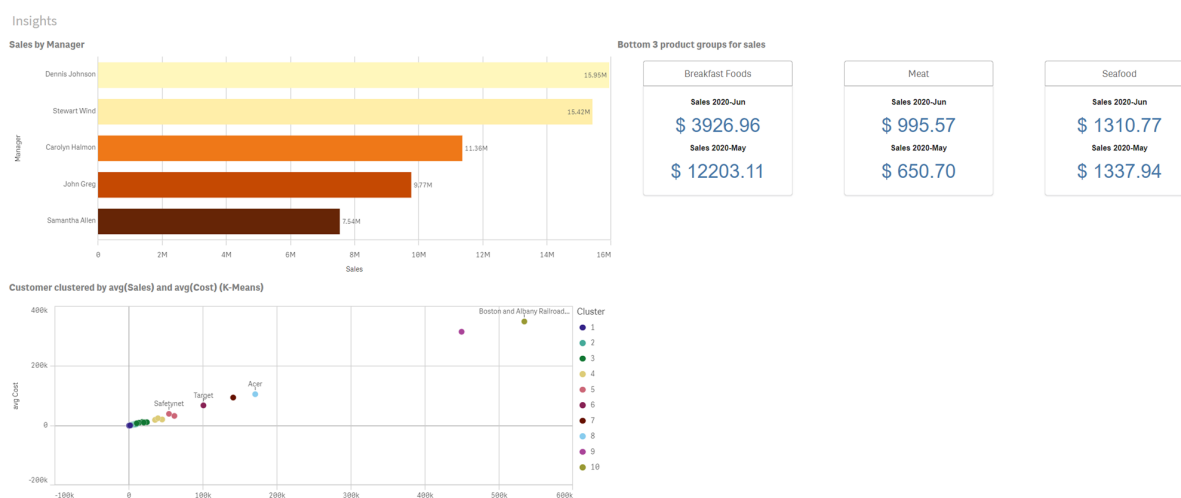 Insights
Sales by Manager
Dennis Johnson
15.95M
Stewart Wind
15.42M
Carolyn Halmon
11.36M
John Greg
9.77M
Samantha Allen
7.54M
Manager
0 2M 4M 6M 8M 10M 12M 14M 16M
Sales
Bottom 3 product groups for sales
Breakfast Foods
Sales 2020-Jun
$ 3926.96
Sales 2020-May
$ 12203.11
Meat
Sales 2020-Jun
$ 995.57
Sales 2020-May
$ 650.70
Seafood
Sales 2020-Jun
$ 1310.77
Sales 2020-May
$ 1337.94
Customer clustered by avg(Sales) and avg(Cost) (K-Means)
avg Cost
400k
200k
0
-200k
Boston and Albany Railroad...
Acer
Target
Safetynet
-100k 0 100k 200k 300k 400k 500k 600k
Cluster
1
2
3
4
5
6
7
8
9
10